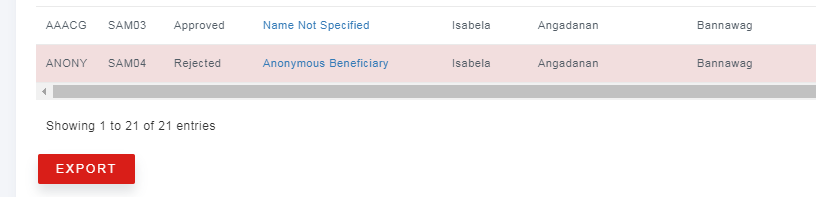 AAACG SAM03 Approved Name Not Specified Isabela Angadanan Bannawag
ANONY SAM04 Rejected Anonymous Beneficiary Isabela Angadanan Bannawag
Showing 1 to 21 of 21 entries
EXPORT